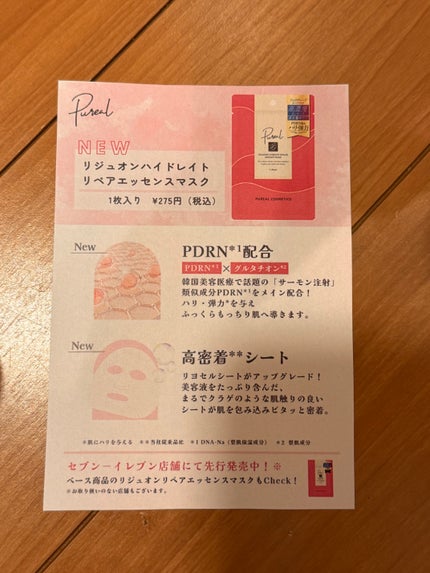 Pureal
NEW
リジュオンハイドレイト
リペアエッセンスマスク
1枚入り ¥275円（税込）
Pureal
PUREAL COSMETICS
ハリ・弾力
New
PDRN*1配合
PDRN*1×グルタチオン*2
韓国美容医療で話題の「サーモン注射」
類似成分PDRN*1をメイン配合！
ハリ・弾力*を与え
ふっくらもっちり肌へ導きます。
New
高密着**シート
リヨセルシートがアップグレード！
美容液をたっぷり含んだ、
まるでクラゲのような肌触りの良い
シートが肌を包み込みピタッと密着。
*肌にハリを与える **当社従来品比 *1 DNA-Na（整肌保湿成分） *2 整肌成分
セブン－イレブン店舗にて先行発売中！※
ベース商品のリジュオンリペアエッセンスマスクもCheck！
※お取り扱いのない店舗もございます。